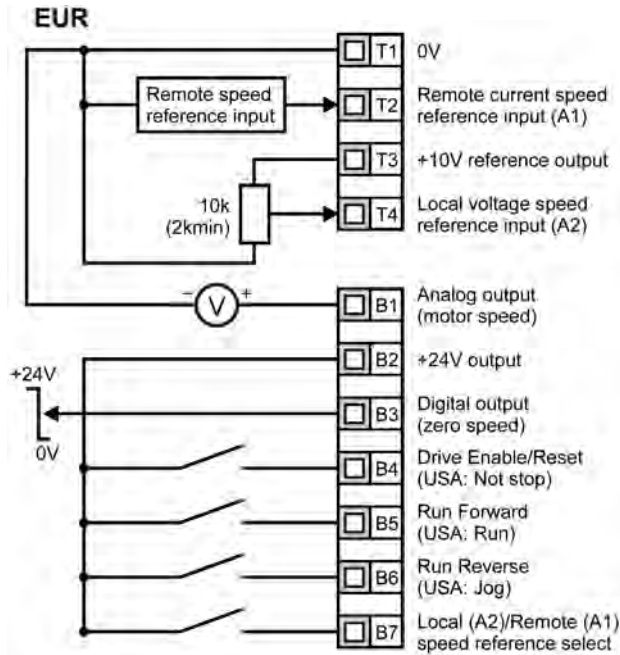 EUR
T1 0V
Remote speed
reference input
T2 Remote current speed
reference input (A1)
T3 +10V reference output
10k
(2kmin)
T4 Local voltage speed
reference input (A2)
− V +
B1 Analog output
(motor speed)
B2 +24V output
+24V
0V
B3 Digital output
(zero speed)
B4 Drive Enable/Reset
(USA: Not stop)
B5 Run Forward
(USA: Run)
B6 Run Reverse
(USA: Jog)
B7 Local (A2)/Remote (A1)
speed reference select